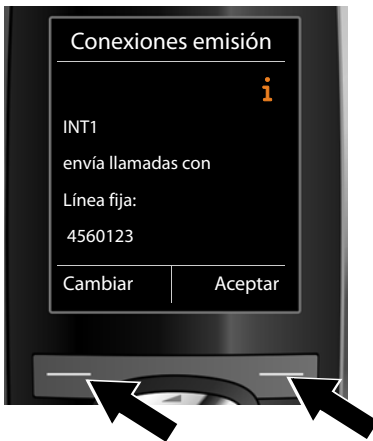 Conexiones emisión
i
INT1
envía llamadas con
Línea fija:
4560123
Cambiar Aceptar